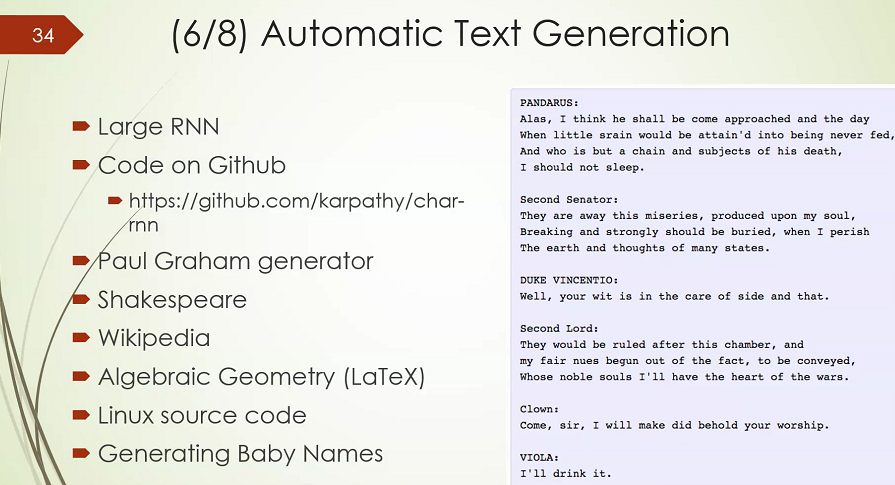 34
(6/8) Automatic Text Generation
Large RNN
Code on Github
https://github.com/karpathy/char-
rnn
Paul Graham generator
Shakespeare
Wikipedia
Algebraic Geometry (LaTeX)
Linux source code
Generating Baby Names
PANDARUS:
Alas, I think he shall be come approached and the day
When little srain would be attain'd into being never fed,
And who is but a chain and subjects of his death,
I should not sleep.
Second Senator:
They are away this miseries, produced upon my soul,
Breaking and strongly should be buried, when I perish
The earth and thoughts of many states.
DUKE VINCENTIO:
Well, your wit is in the care of side and that.
Second Lord:
They would be ruled after this chamber, and
my fair nues begun out of the fact, to be conveyed,
Whose noble souls I'll have the heart of the wars.
Clown:
Come, sir, I will make did behold your worship.
VIOLA:
I'll drink it.